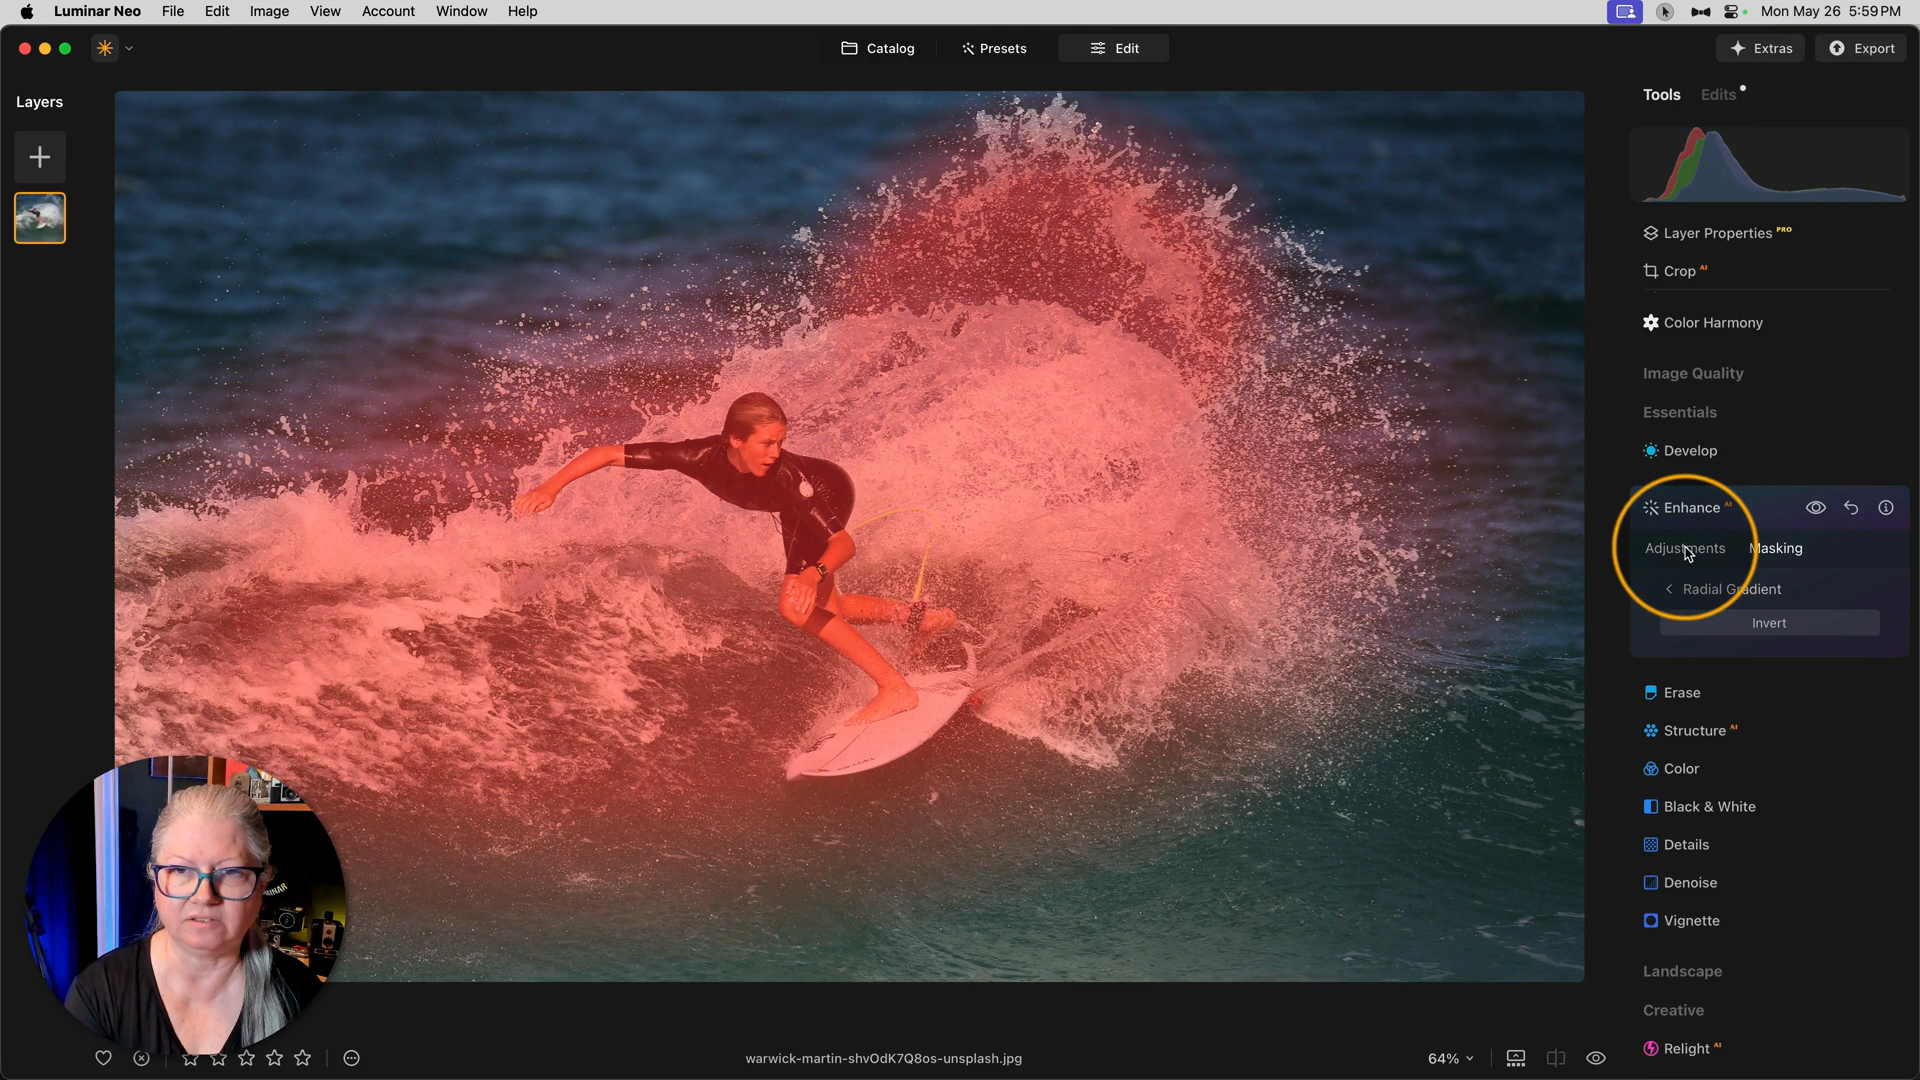 Luminar Neo File Edit Image View Account Window Help Mon May 26 5:59 PM
Catalog Presets Edit Extras Export
Layers
Tools Edits
Layer Properties PRO
Crop AI
Color Harmony
Image Quality
Essentials
Develop
Enhance AI
Adjustments Masking
Radial Gradient
Invert
Erase
Structure AI
Color
Black & White
Details
Denoise
Vignette
Landscape
Creative
Relight AI
warwick-martin-shvOdK7Q8os-unsplash.jpg
64%